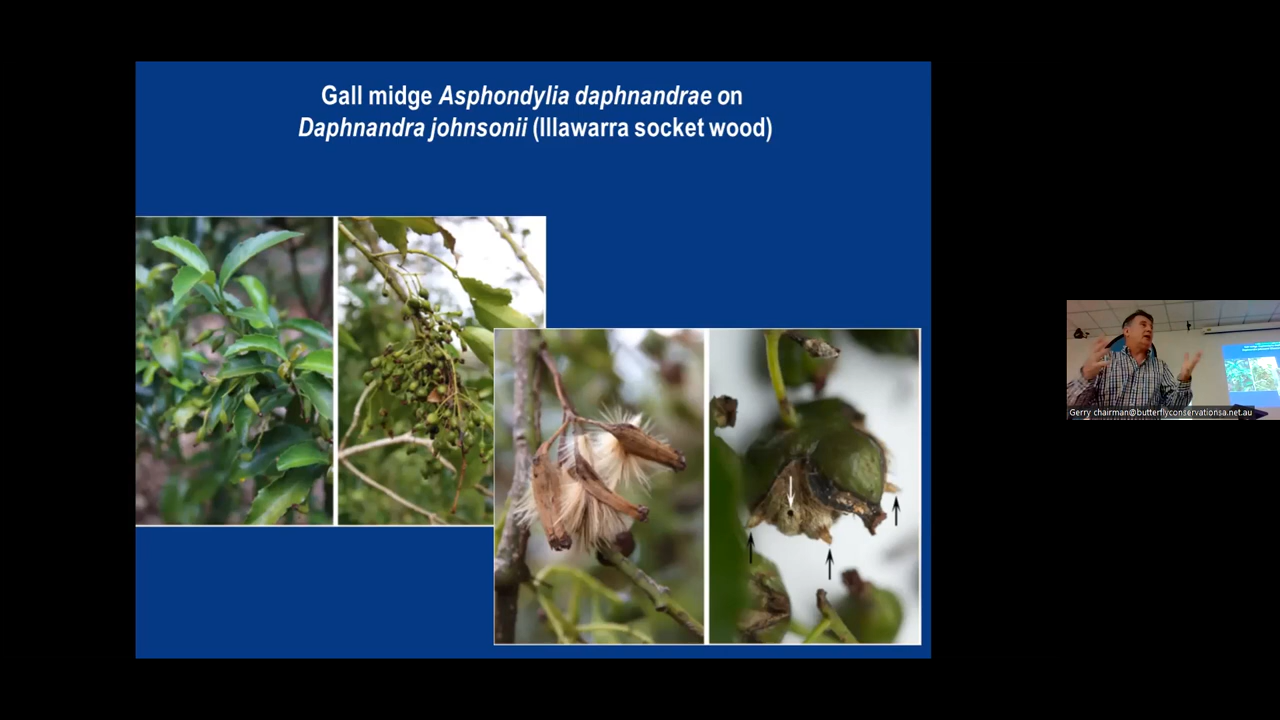 Gall midge Asphondylia daphnandrae on
Daphnandra johnsonii (Illawarra socket wood)
Gerry chairman@butterflyconservationsa.net.au